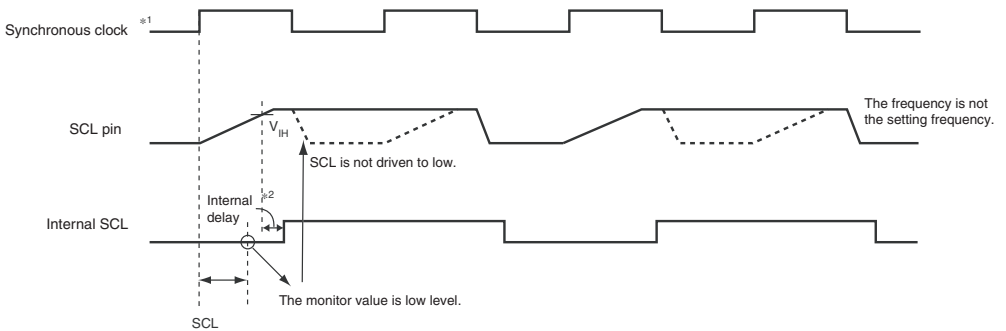 Synchronous clock *1
SCL pin
VIH
The frequency is not
the setting frequency.
SCL is not driven to low.
Internal *2
delay
Internal SCL
The monitor value is low level.
SCL